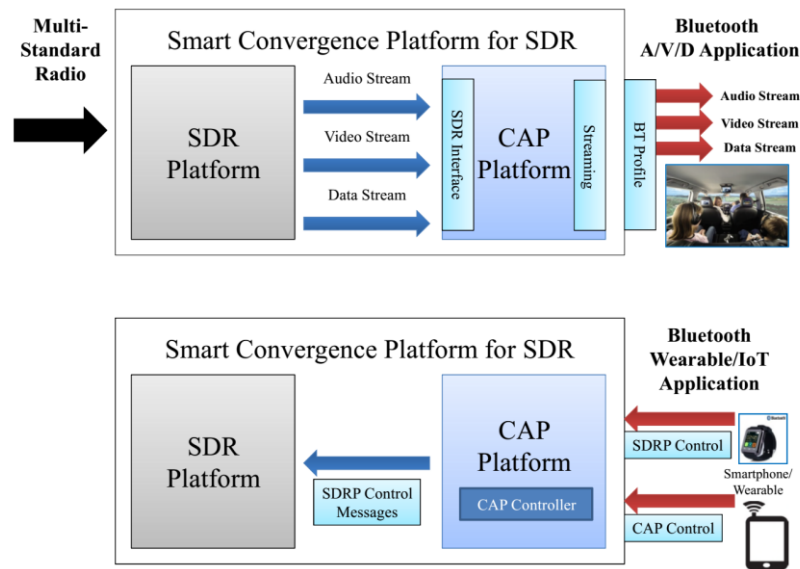 Multi-
Standard
Radio
Smart Convergence Platform for SDR
Bluetooth
A/V/D Application
SDR
Platform
Audio Stream
Video Stream
Data Stream
SDR Interface
CAP
Platform
Streaming
BT Profile
Audio Stream
Video Stream
Data Stream
Smart Convergence Platform for SDR
Bluetooth
Wearable/IoT
Application
SDR
Platform
SDRP Control
Messages
CAP
Platform
CAP Controller
SDRP Control
Bluetooth
Smartphone/
Wearable
CAP Control